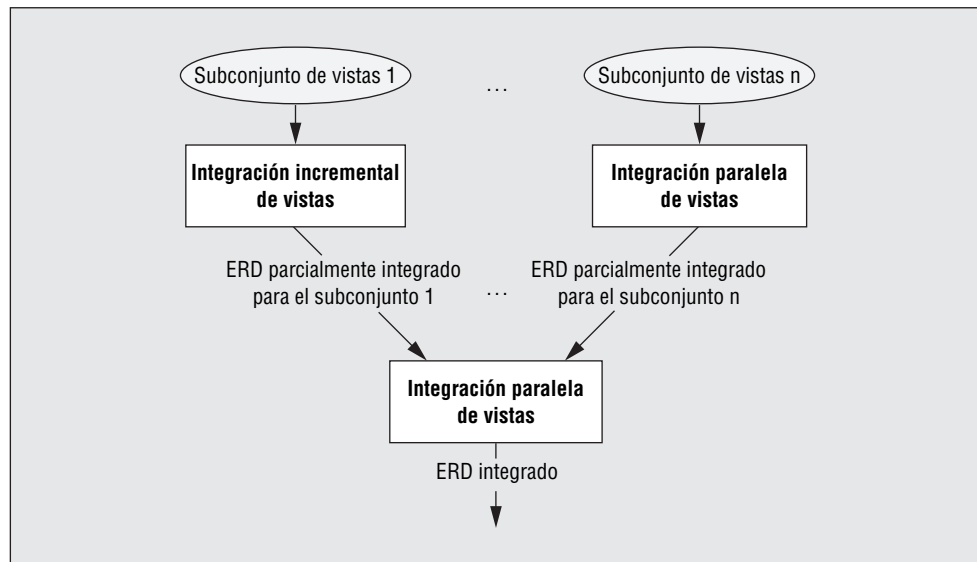 Subconjunto de vistas 1
...
Subconjunto de vistas n
Integración incremental
de vistas
Integración paralela
de vistas
ERD parcialmente integrado
para el subconjunto 1
...
ERD parcialmente integrado
para el subconjunto n
Integración paralela
de vistas
ERD integrado